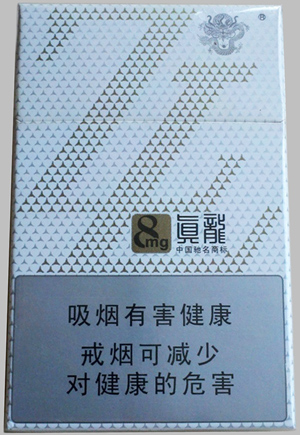 ®
8mg
眞龍
中国驰名商标
吸烟有害健康
戒烟可减少
对健康的危害